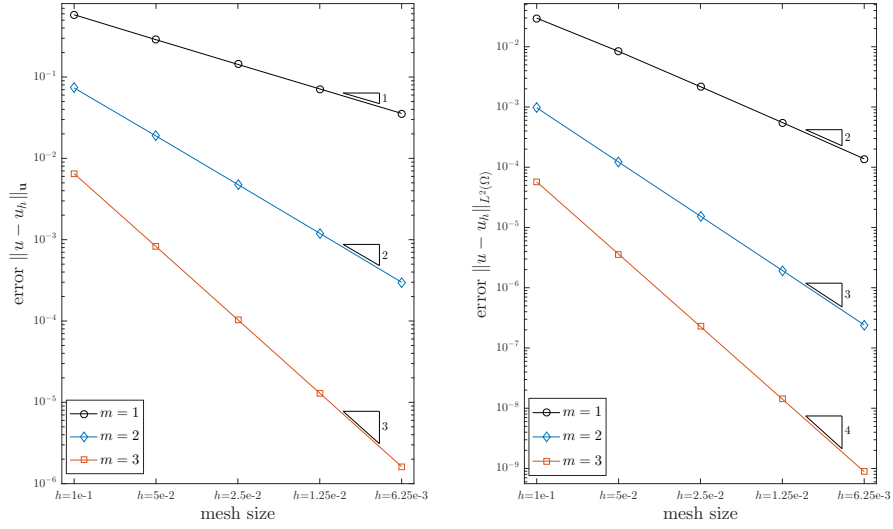 error ||u − u_h||_u
10^-1
10^-2
10^-3
10^-4
10^-5
10^-6
1
2
3
m = 1
m = 2
m = 3
h=1e-1 h=5e-2 h=2.5e-2 h=1.25e-2 h=6.25e-3
mesh size
error ||u − u_h||_{L^2(Ω)}
10^-2
10^-3
10^-4
10^-5
10^-6
10^-7
10^-8
10^-9
2
3
4
m = 1
m = 2
m = 3
h=1e-1 h=5e-2 h=2.5e-2 h=1.25e-2 h=6.25e-3
mesh size